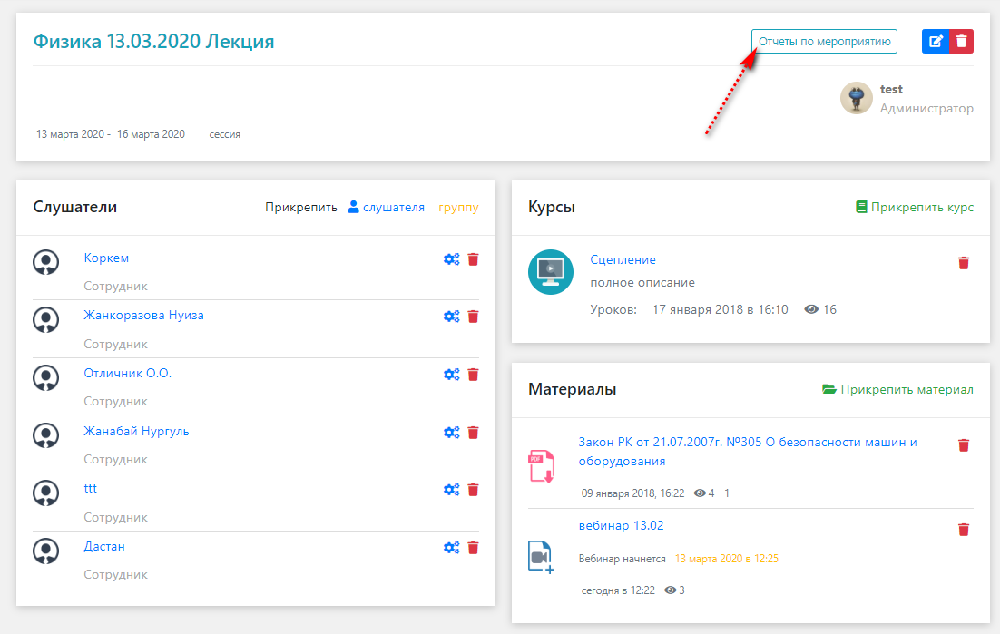 Физика 13.03.2020 Лекция
Отчеты по мероприятию
test
Администратор
13 марта 2020 - 16 марта 2020 сессия
Слушатели
Прикрепить слушателя группу
Коркем
Сотрудник
Жанкоразова Нуиза
Сотрудник
Отличник О.О.
Сотрудник
Жанабай Нургуль
Сотрудник
ttt
Сотрудник
Дастан
Сотрудник
Курсы
Прикрепить курс
Сцепление
полное описание
Уроков: 17 января 2018 в 16:10 16
Материалы
Прикрепить материал
PDF
Закон РК от 21.07.2007г. №305 О безопасности машин и
оборудования
09 января 2018, 16:22 4 1
вебинар 13.02
Вебинар начнется 13 марта 2020 в 12:25
сегодня в 12:22 3